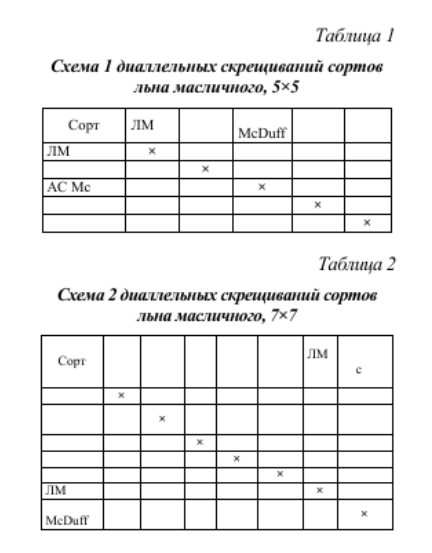 Таблица 1
Схема 1 диаллельных скрещиваний сортов
льна масличного, 5×5
Сорт ЛМ McDuff
ЛМ ×
×
АС Мс ×
×
×
Таблица 2
Схема 2 диаллельных скрещиваний сортов
льна масличного, 7×7
Сорт ЛМ с
×
×
×
×
×
ЛМ ×
McDuff ×